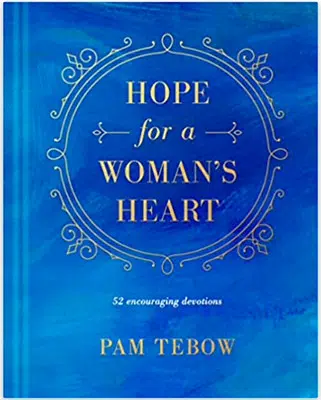 HOPE
for a
WOMAN'S
HEART
52 encouraging devotions
PAM TEBOW